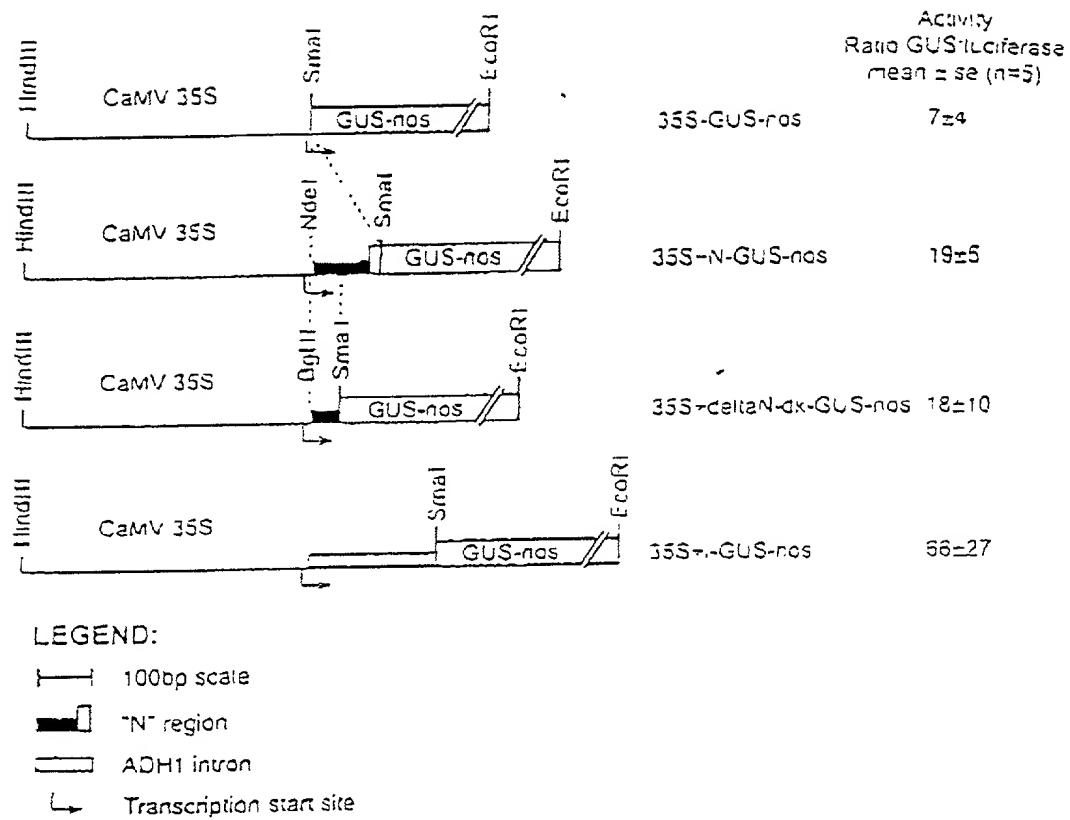 Activity
Ratio GUS:luciferase
mean ± se (n=5)
HindIII
CaMV 35S
SmaI
GUS-nos
EcoRI
35S-GUS-nos
7±4
HindIII
CaMV 35S
NdeI
SmaI
GUS-nos
EcoRI
35S+N-GUS-nos
19±5
HindIII
CaMV 35S
BglII
SmaI
GUS-nos
EcoRI
35S+deltaN-dx-GUS-nos
18±10
HindIII
CaMV 35S
SmaI
GUS-nos
EcoRI
-GUS-nos
66±27
LEGEND:
100bp scale
"N" region
ADH1 intron
Transcription start site